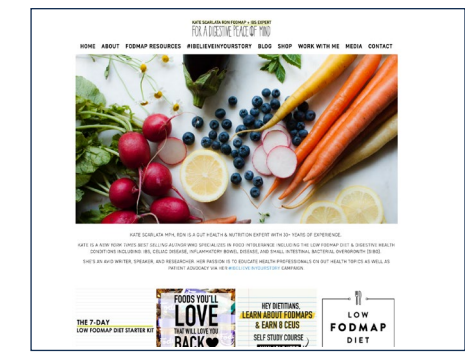 KATE SCARLATA RDN FODMAP + IBS EXPERT
FOR A DIGESTIVE PEACE OF MIND
HOME ABOUT FODMAP RESOURCES #IBELIEVEINYOURSTORY BLOG SHOP WORK WITH ME MEDIA CONTACT
KATE SCARLATA MPH, RDN IS A GUT HEALTH & NUTRITION EXPERT WITH 30+ YEARS OF EXPERIENCE.
KATE IS A NEW YORK TIMES BEST SELLING AUTHOR WHO SPECIALIZES IN FOOD INTOLERANCE INCLUDING THE LOW FODMAP DIET & DIGESTIVE HEALTH
CONDITIONS INCLUDING IBS, CELIAC DISEASE, INFLAMMATORY BOWEL DISEASE, AND SMALL INTESTINAL BACTERIAL OVERGROWTH (SIBO).
SHE'S AN AVID WRITER, SPEAKER, AND RESEARCHER. HER PASSION IS TO EDUCATE HEALTH PROFESSIONALS ON GUT HEALTH TOPICS AS WELL AS
PATIENT ADVOCACY VIA HER #IBELIEVEINYOURSTORY CAMPAIGN.
THE 7-DAY
LOW FODMAP DIET STARTER KIT
FOODS YOU'LL
LOVE
THAT WILL LOVE YOU
BACK
HEY DIETITIANS,
LEARN ABOUT FODMAPS
& EARN 8 CEUS
SELF STUDY COURSE
LOW
FODMAP
DIET